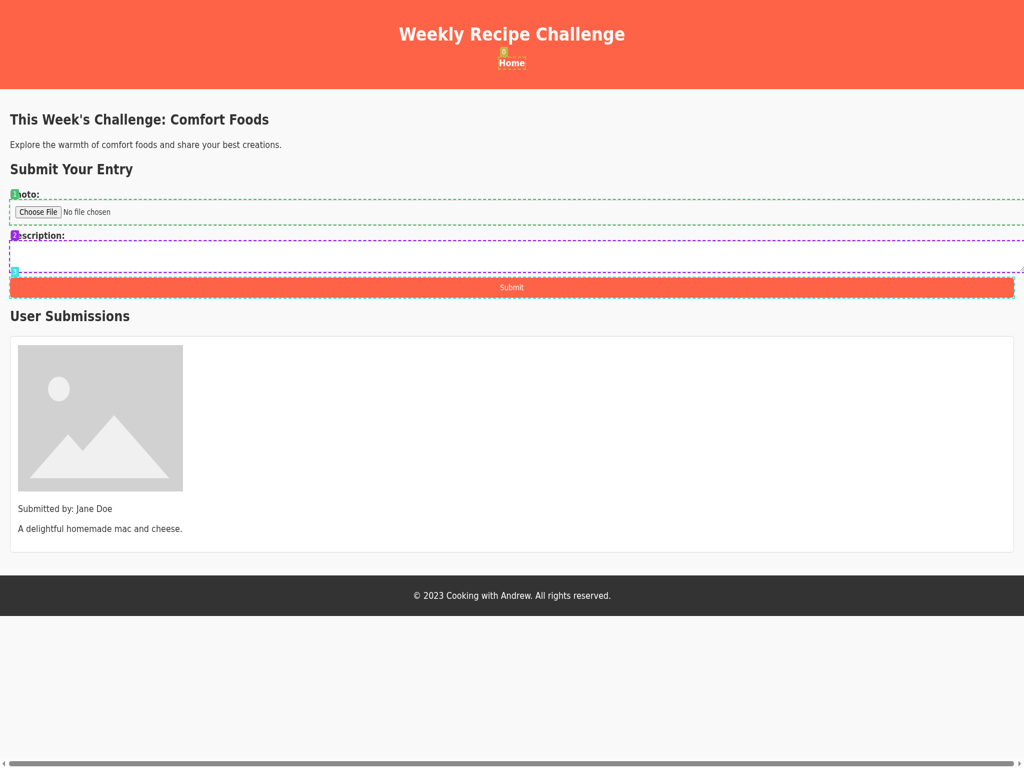 Weekly Recipe Challenge
0
Home
This Week's Challenge: Comfort Foods
Explore the warmth of comfort foods and share your best creations.
Submit Your Entry
1
hoto:
Choose File No file chosen
2
escription:
3
Submit
User Submissions
Submitted by: Jane Doe
A delightful homemade mac and cheese.
© 2023 Cooking with Andrew. All rights reserved.